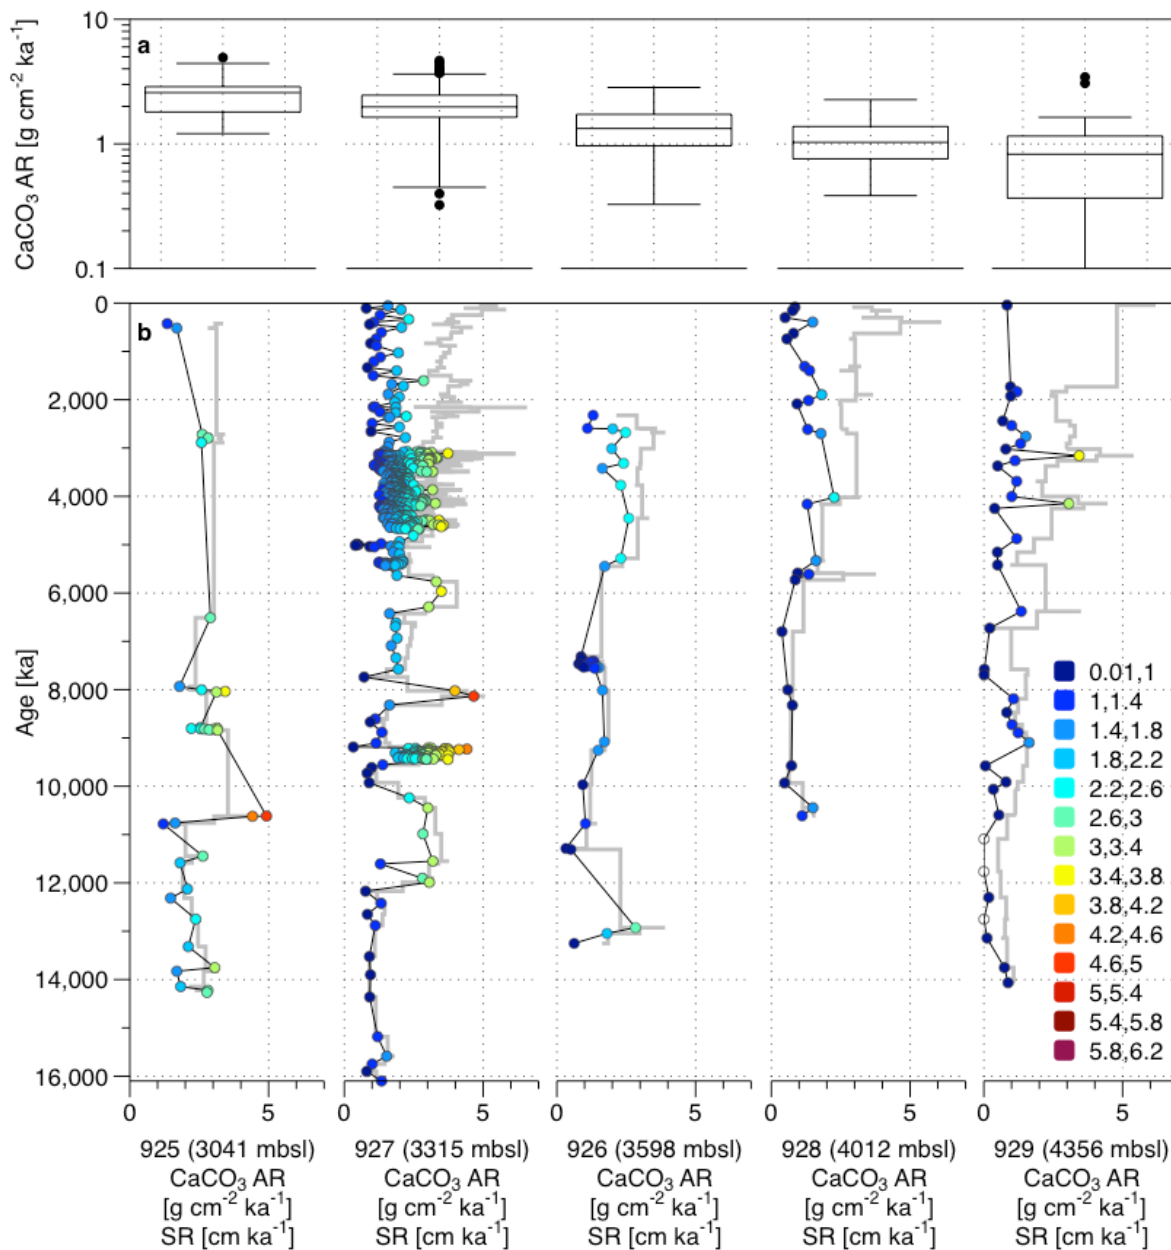 10
1
0.1
CaCO₃ AR [g cm⁻² ka⁻¹]
a
b
0
2,000
4,000
6,000
8,000
10,000
12,000
14,000
16,000
Age [ka]
0.01,1
1,1.4
1.4,1.8
1.8,2.2
2.2,2.6
2.6,3
3,3.4
3.4,3.8
3.8,4.2
4.2,4.6
4.6,5
5,5.4
5.4,5.8
5.8,6.2
0 5 0 5 0 5 0 5 0 5
925 (3041 mbsl) 927 (3315 mbsl) 926 (3598 mbsl) 928 (4012 mbsl) 929 (4356 mbsl)
CaCO₃ AR CaCO₃ AR CaCO₃ AR CaCO₃ AR CaCO₃ AR
[g cm⁻² ka⁻¹] [g cm⁻² ka⁻¹] [g cm⁻² ka⁻¹] [g cm⁻² ka⁻¹] [g cm⁻² ka⁻¹]
SR [cm ka⁻¹] SR [cm ka⁻¹] SR [cm ka⁻¹] SR [cm ka⁻¹] SR [cm ka⁻¹]